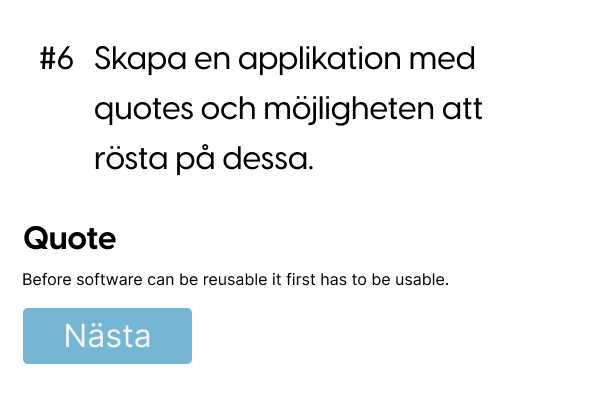 #6 Skapa en applikation med
quotes och möjligheten att
rösta på dessa.
Quote
Before software can be reusable it first has to be usable.
Nästa